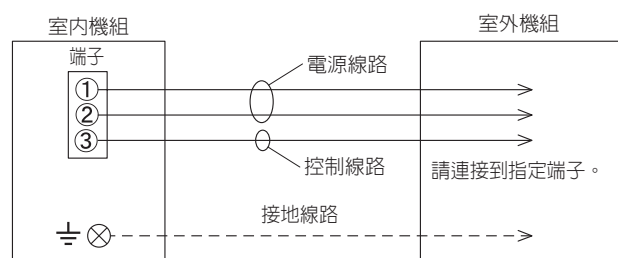 室內機組
室外機組
端子
電源線路
①
②
③
控制線路
請連接到指定端子。
接地線路